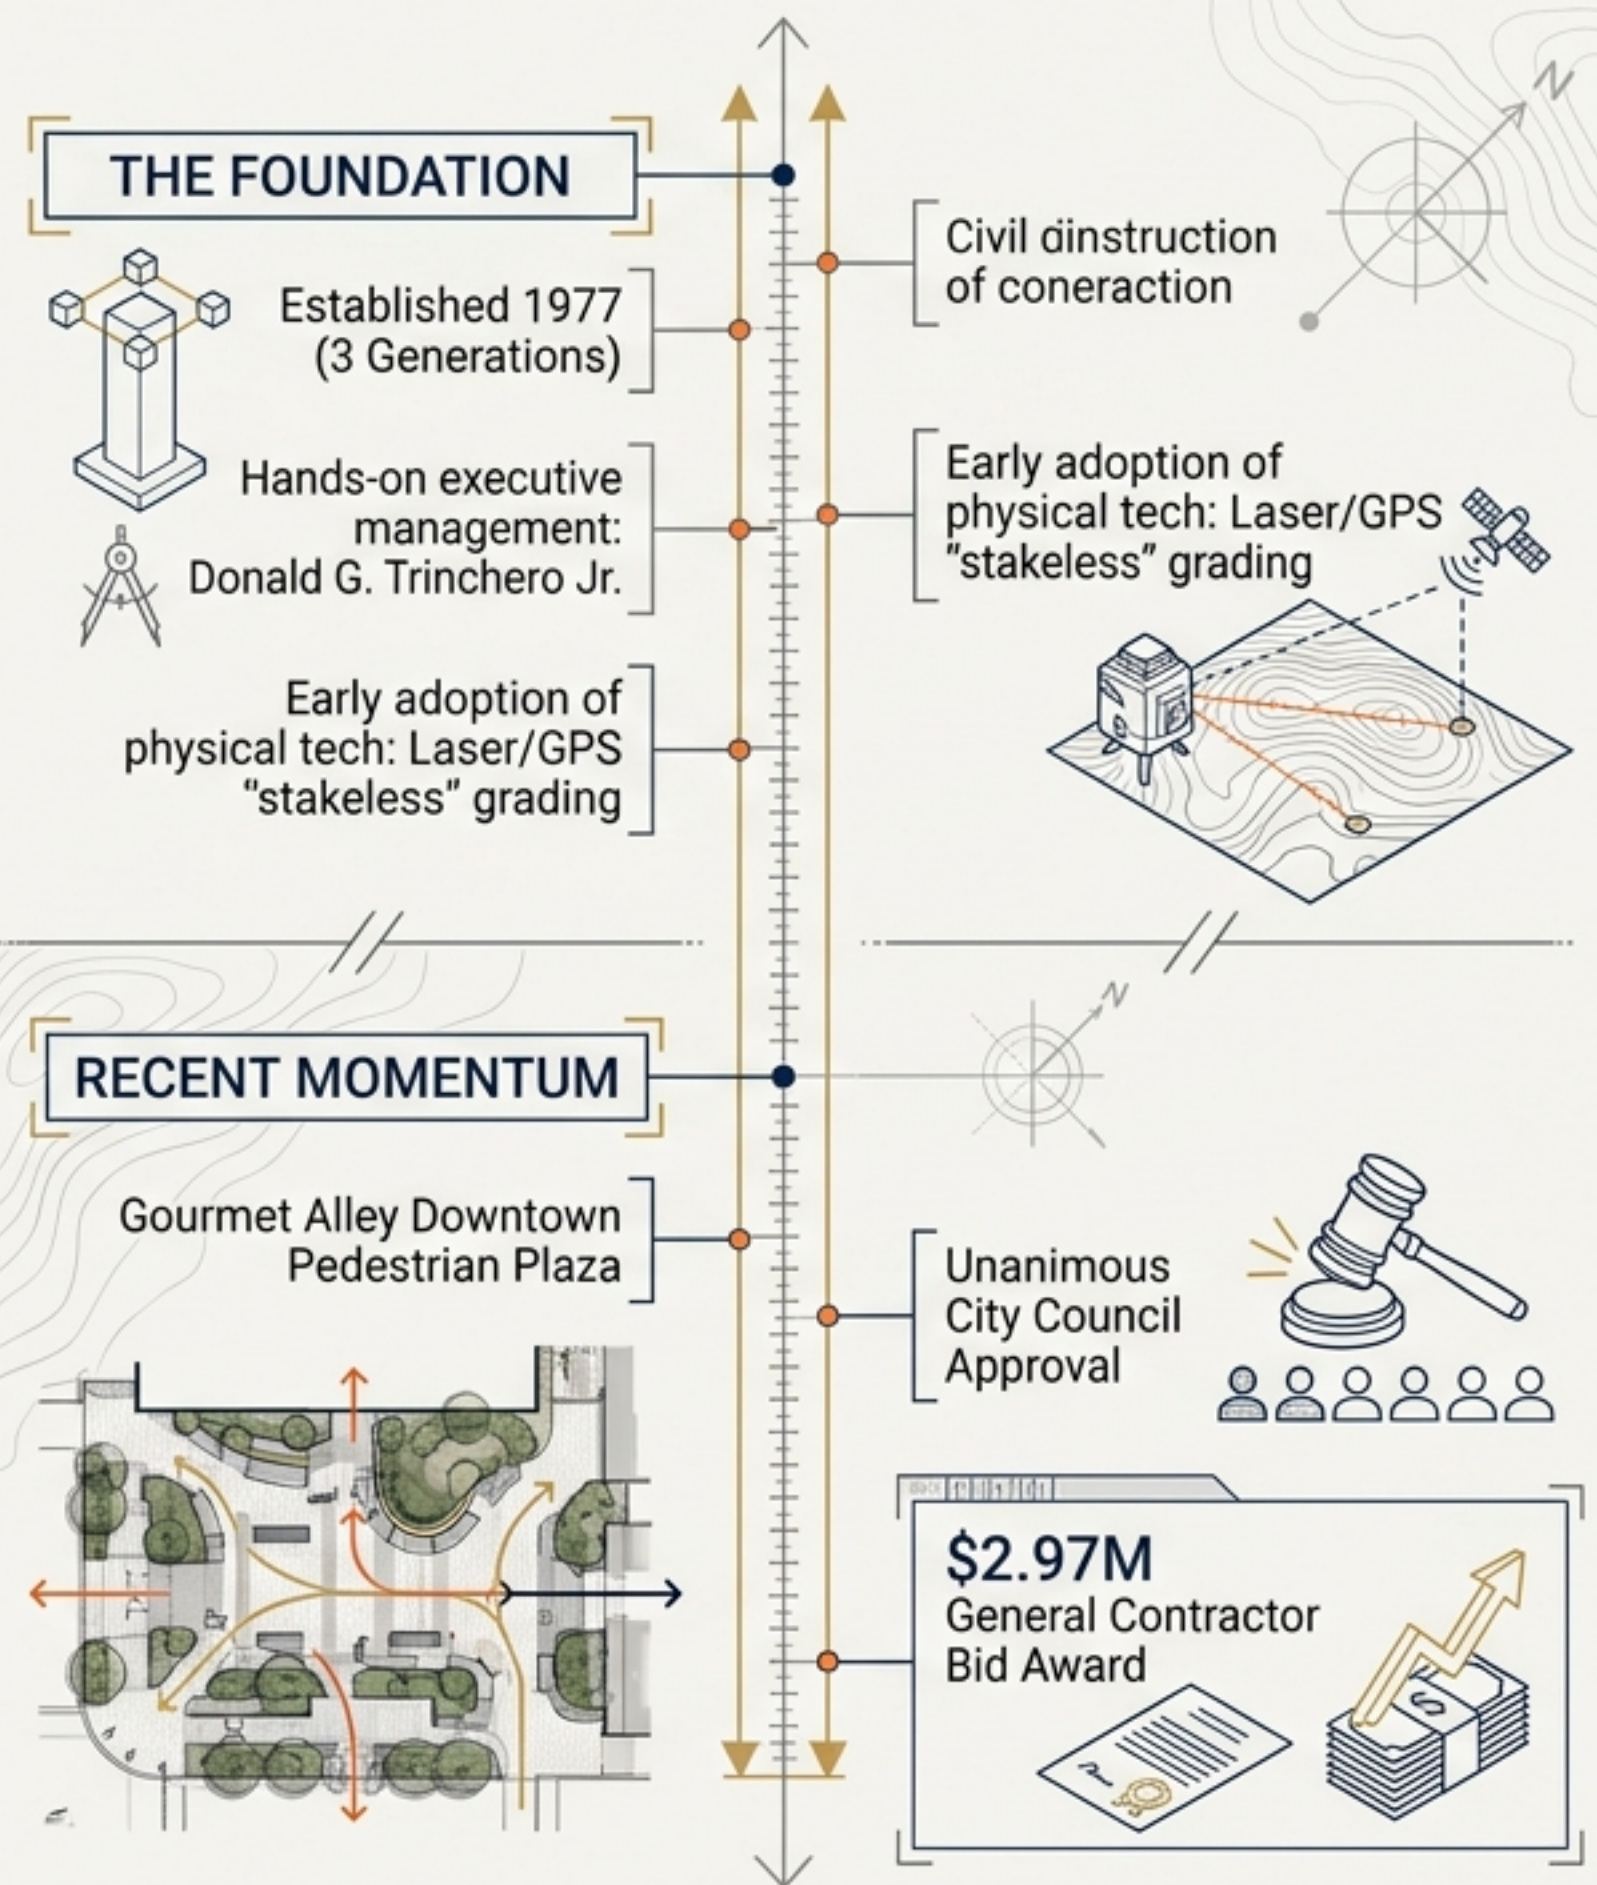 THE FOUNDATION
Established 1977
(3 Generations)
Hands-on executive
management:
Donald G. Trinchero Jr.
Early adoption of
physical tech: Laser/GPS
“stakeless” grading
Civil ɑ̈instruction
of coneraction
Early adoption of
physical tech: Laser/GPS
“stakeless” grading
N
RECENT MOMENTUM
N
Gourmet Alley Downtown
Pedestrian Plaza
Unanimous
City Council
Approval
$2.97M
General Contractor
Bid Award
$